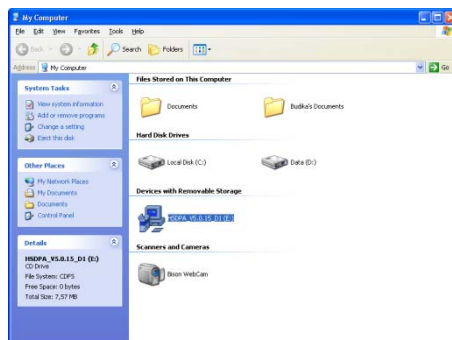 My Computer
File Edit View Favorites Tools Help
Back Search Folders
Address My Computer Go
System Tasks
View system information
Add or remove programs
Change a setting
Eject this disk
Other Places
My Network Places
My Documents
Documents
Control Panel
Details
HSDPA_V5.0.15_D1 (E:)
CD Drive
File System: CDFS
Free Space: 0 bytes
Total Size: 7,57 MB
Files Stored on This Computer
Documents Budika's Documents
Hard Disk Drives
Local Disk (C:) Data (D:)
Devices with Removable Storage
HSDPA_V5.0.15_D1 (E:)
Scanners and Cameras
Bison WebCam